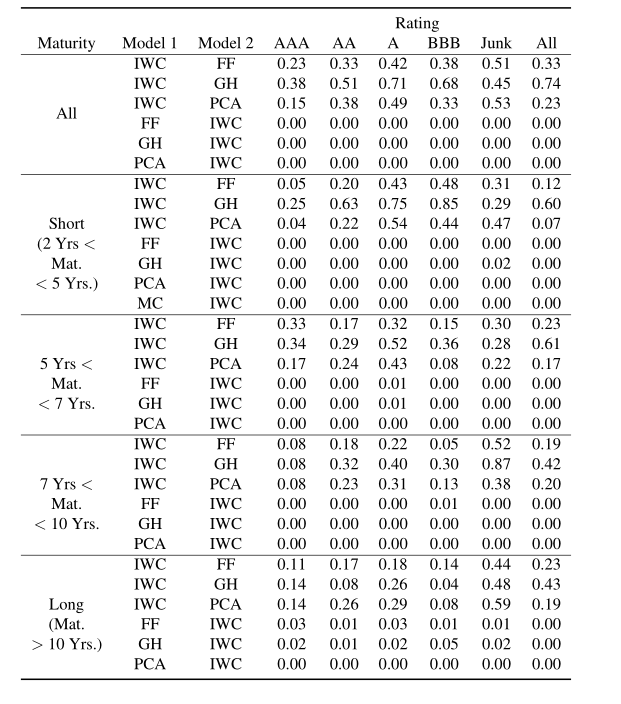 Rating
Maturity Model 1 Model 2 AAA AA A BBB Junk All
IWC FF 0.23 0.33 0.42 0.38 0.51 0.33
IWC GH 0.38 0.51 0.71 0.68 0.45 0.74
IWC PCA 0.15 0.38 0.49 0.33 0.53 0.23
All
FF IWC 0.00 0.00 0.00 0.00 0.00 0.00
GH IWC 0.00 0.00 0.00 0.00 0.00 0.00
PCA IWC 0.00 0.00 0.00 0.00 0.00 0.00
IWC FF 0.05 0.20 0.43 0.48 0.31 0.12
IWC GH 0.25 0.63 0.75 0.85 0.29 0.60
Short IWC PCA 0.04 0.22 0.54 0.44 0.47 0.07
(2 Yrs < FF IWC 0.00 0.00 0.00 0.00 0.00 0.00
Mat. GH IWC 0.00 0.00 0.00 0.00 0.02 0.00
< 5 Yrs.) PCA IWC 0.00 0.00 0.00 0.00 0.00 0.00
MC IWC 0.00 0.00 0.00 0.00 0.00 0.00
IWC FF 0.33 0.17 0.32 0.15 0.30 0.23
IWC GH 0.34 0.29 0.52 0.36 0.28 0.61
5 Yrs < IWC PCA 0.17 0.24 0.43 0.08 0.22 0.17
Mat. FF IWC 0.00 0.00 0.01 0.00 0.00 0.00
< 7 Yrs. GH IWC 0.00 0.00 0.01 0.00 0.00 0.00
PCA IWC 0.00 0.00 0.00 0.00 0.00 0.00
IWC FF 0.08 0.18 0.22 0.05 0.52 0.19
IWC GH 0.08 0.32 0.40 0.30 0.87 0.42
7 Yrs < IWC PCA 0.08 0.23 0.31 0.13 0.38 0.20
Mat. FF IWC 0.00 0.00 0.00 0.01 0.00 0.00
< 10 Yrs. GH IWC 0.00 0.00 0.00 0.00 0.00 0.00
PCA IWC 0.00 0.00 0.00 0.00 0.00 0.00
IWC FF 0.11 0.17 0.18 0.14 0.44 0.23
IWC GH 0.14 0.08 0.26 0.04 0.48 0.43
Long IWC PCA 0.14 0.26 0.29 0.08 0.59 0.19
(Mat. FF IWC 0.03 0.01 0.03 0.01 0.01 0.00
> 10 Yrs.) GH IWC 0.02 0.01 0.02 0.05 0.02 0.00
PCA IWC 0.00 0.00 0.00 0.00 0.00 0.00